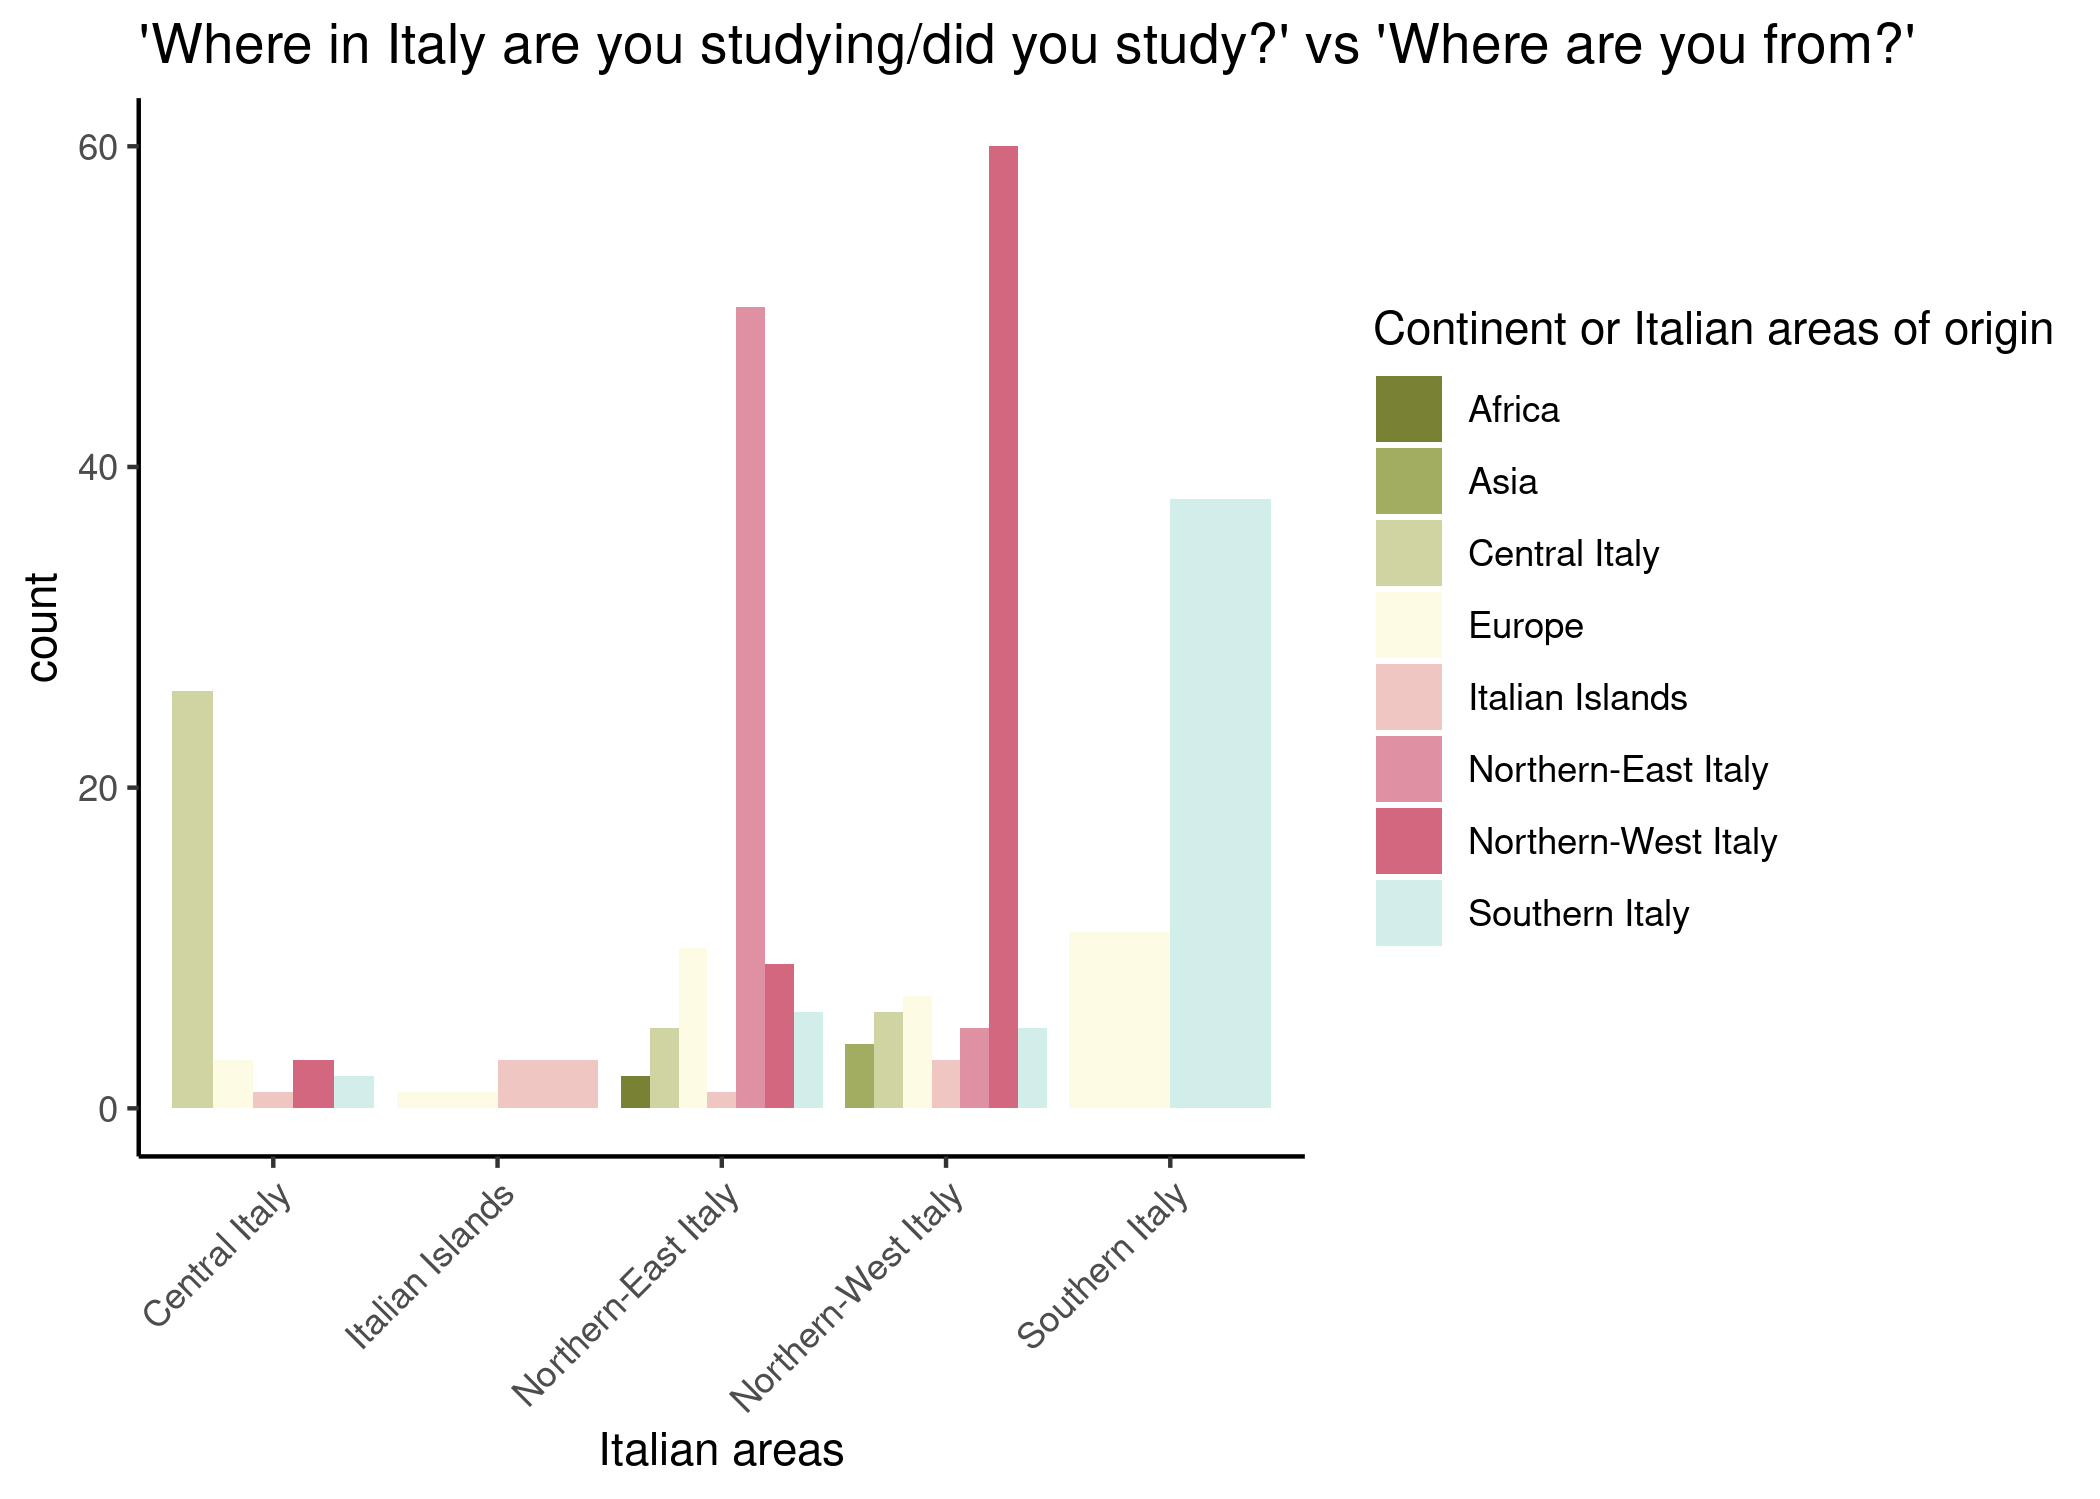 'Where in Italy are you studying/did you study?' vs 'Where are you from?'
60
40
20
0
count
Central Italy
Italian Islands
Northern-East Italy
Northern-West Italy
Southern Italy
Italian areas
Continent or Italian areas of origin
Africa
Asia
Central Italy
Europe
Italian Islands
Northern-East Italy
Northern-West Italy
Southern Italy